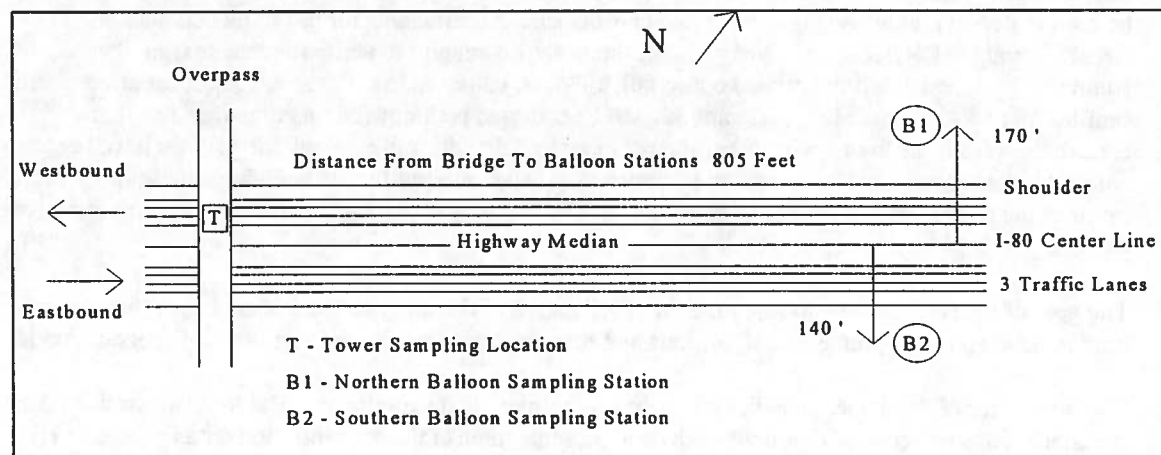 N
Overpass
B1
170 '
Distance From Bridge To Balloon Stations 805 Feet
Westbound
Shoulder
T
Highway Median
I-80 Center Line
3 Traffic Lanes
Eastbound
140 '
B2
T - Tower Sampling Location
B1 - Northern Balloon Sampling Station
B2 - Southern Balloon Sampling Station